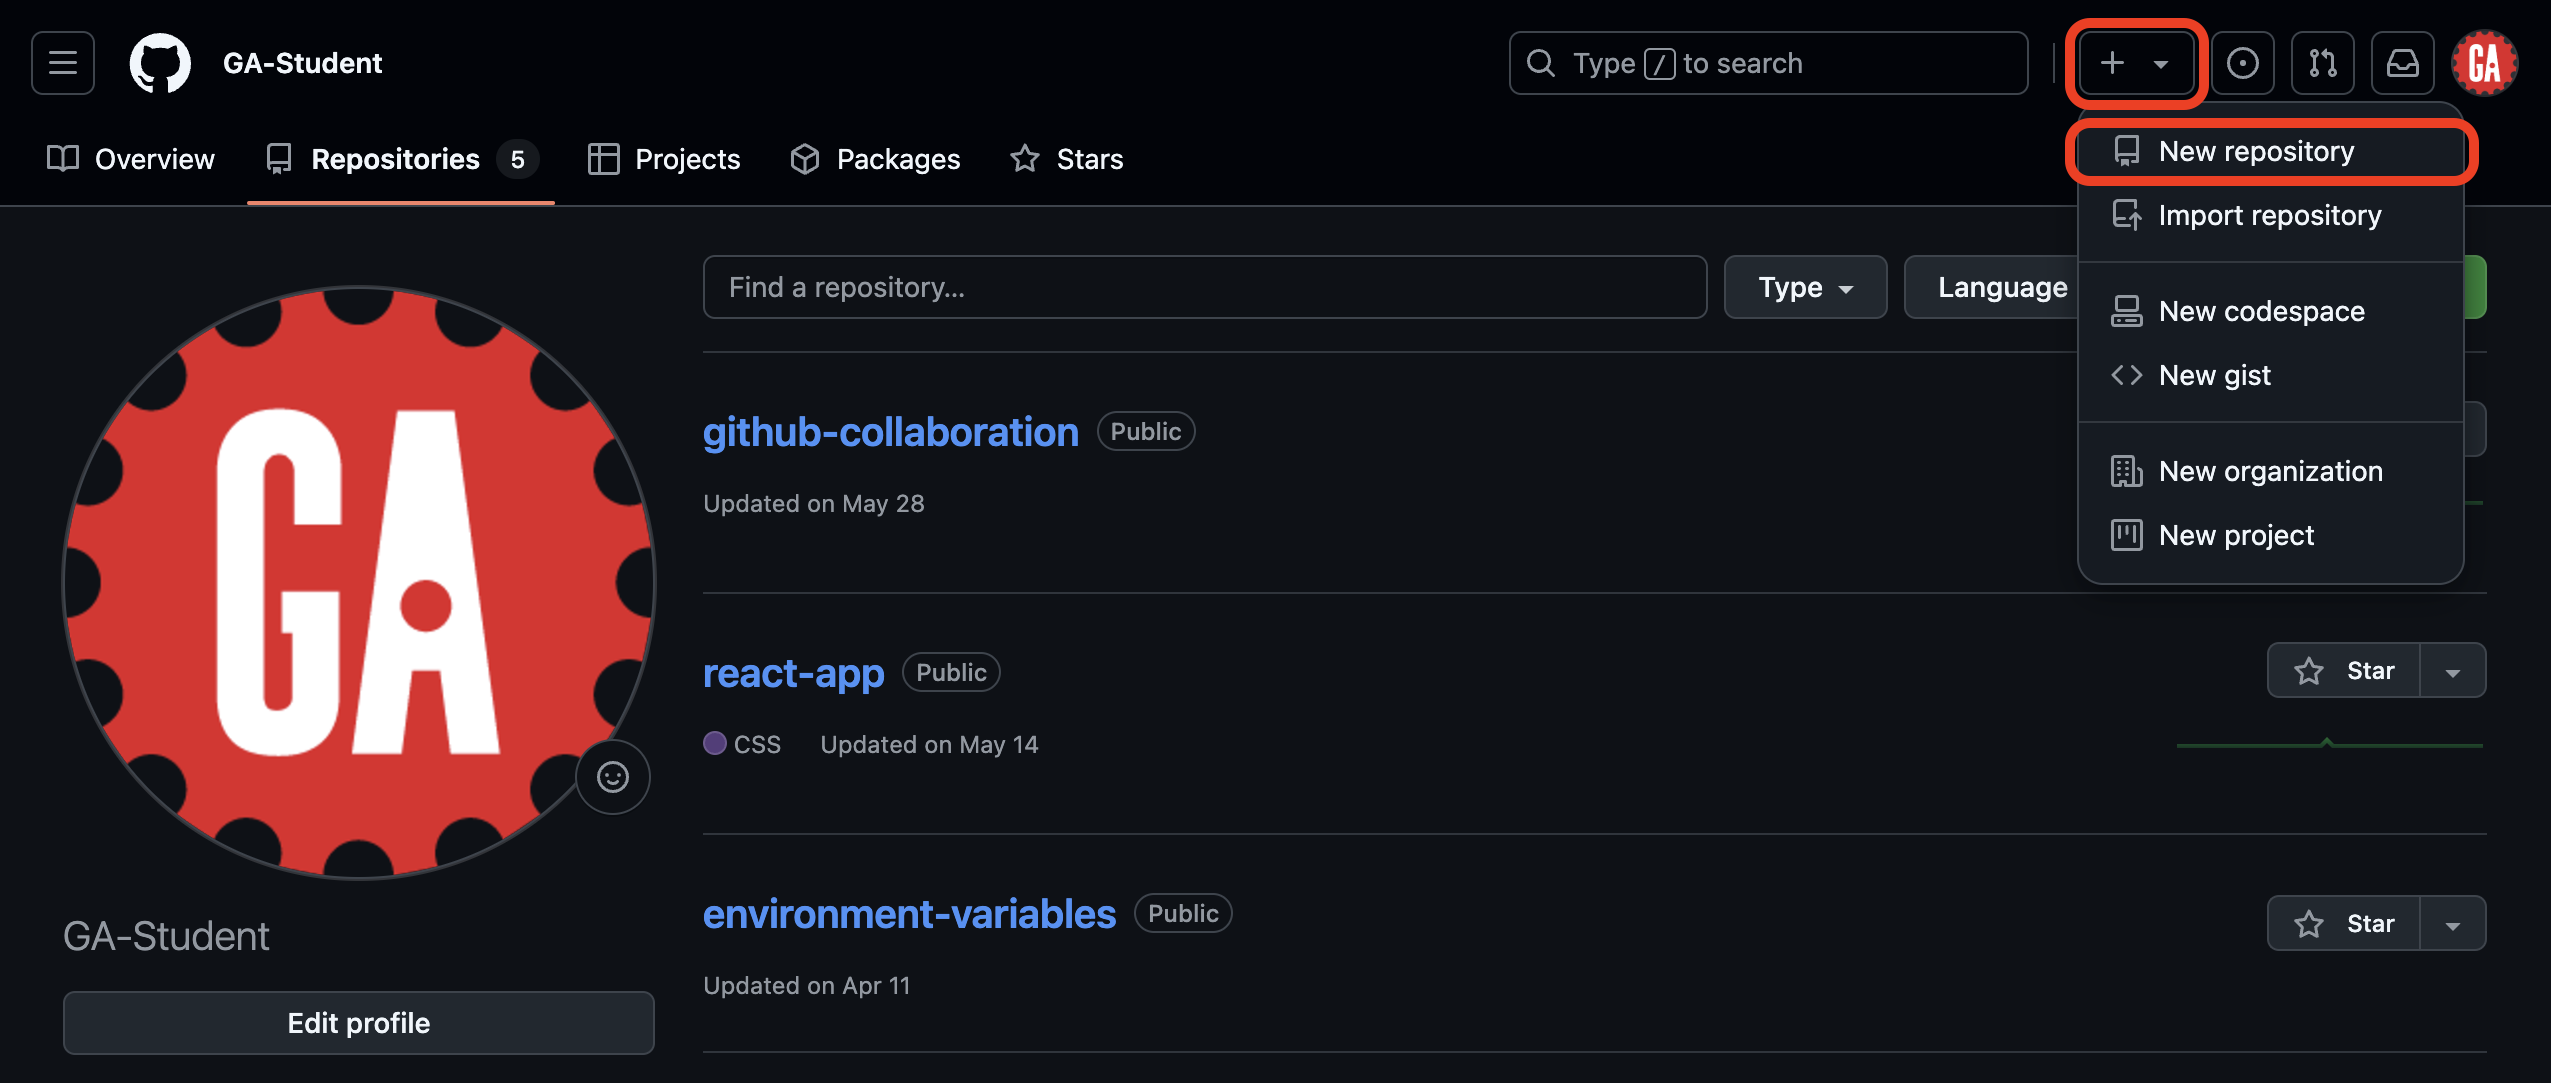 GA-Student
Type / to search
GA
Overview
Repositories 5
Projects
Packages
Stars
New repository
Import repository
New codespace
New gist
New organization
New project
Find a repository...
Type
Language
GA
GA-Student
Edit profile
github-collaboration Public
Updated on May 28
react-app Public
Star
CSS Updated on May 14
environment-variables Public
Star
Updated on Apr 11